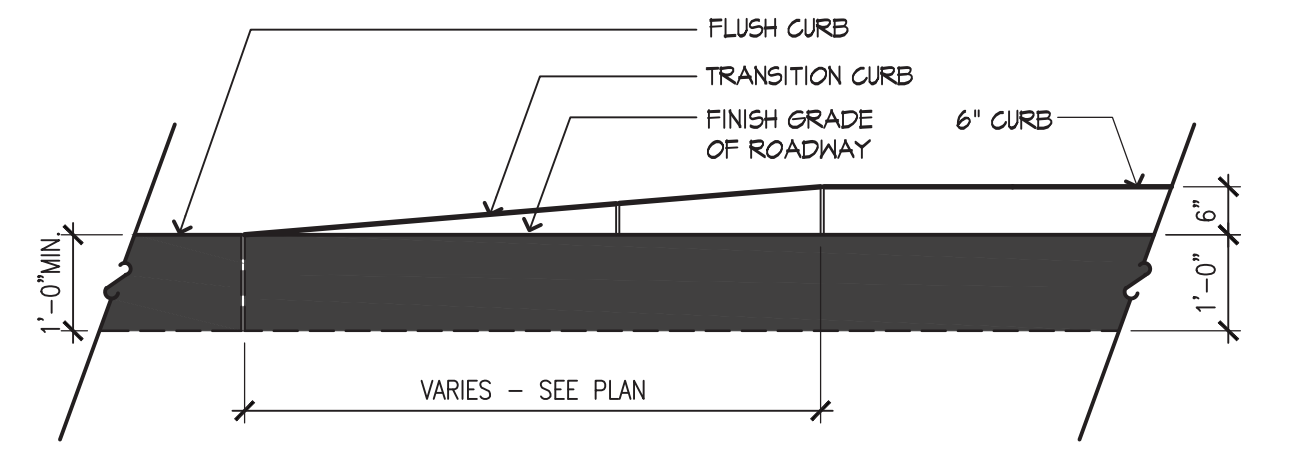 FLUSH CURB
TRANSITION CURB
FINISH GRADE
OF ROADWAY
6" CURB
6"
1'-0"MIN.
1'-0"
VARIES – SEE PLAN